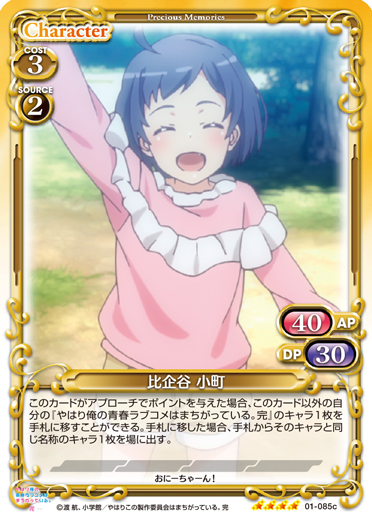 Precious Memories
Character
COST
3
SOURCE
2
40 AP
DP 30
比企谷 小町
このカードがアプローチでポイントを与えた場合、このカード以外の自
分の『やはり俺の青春ラブコメはまちがっている。完』のキャラ1枚を
手札に移すことができる。手札に移した場合、手札からそのキャラと同
じ名称のキャラ1枚を場に出す。
おにーちゃーん!
©渡 航、小学館／やはりこの製作委員会はまちがっている。完
01-085c